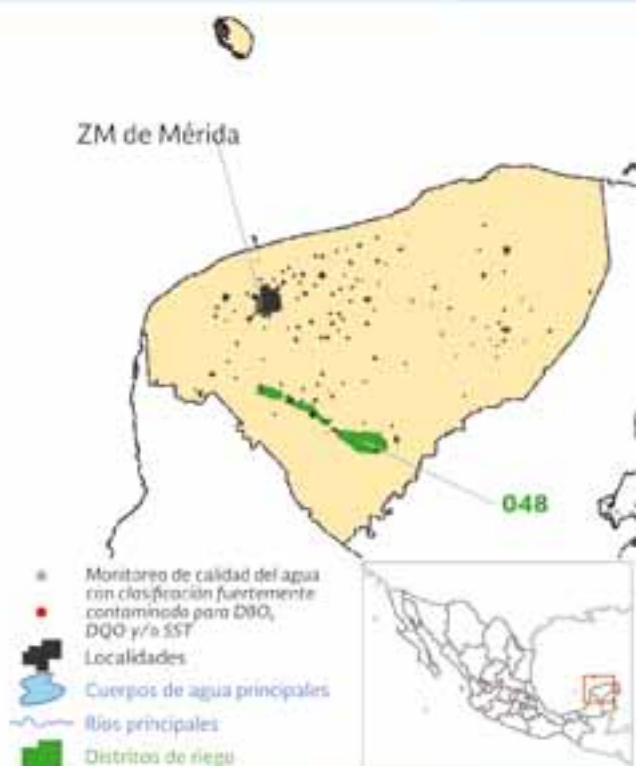 ZM de Mérida
048
Monitoreo de calidad del agua
con clasificación fuertemente
contaminada para DBO,
DQO y/o SST
Localidades
Cuerpos de agua principales
Ríos principales
Distritos de riego